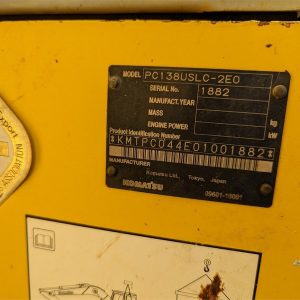 MODEL PC138USLC-2E0
SERIAL No. 1882
MANUFACT.YEAR
MASS kg
ENGINE POWER kW
Product Identification Number
*KMTPC044E01001882*
MANUFACTURER
Komatsu Ltd. Tokyo, Japan
KOMATSU
Export